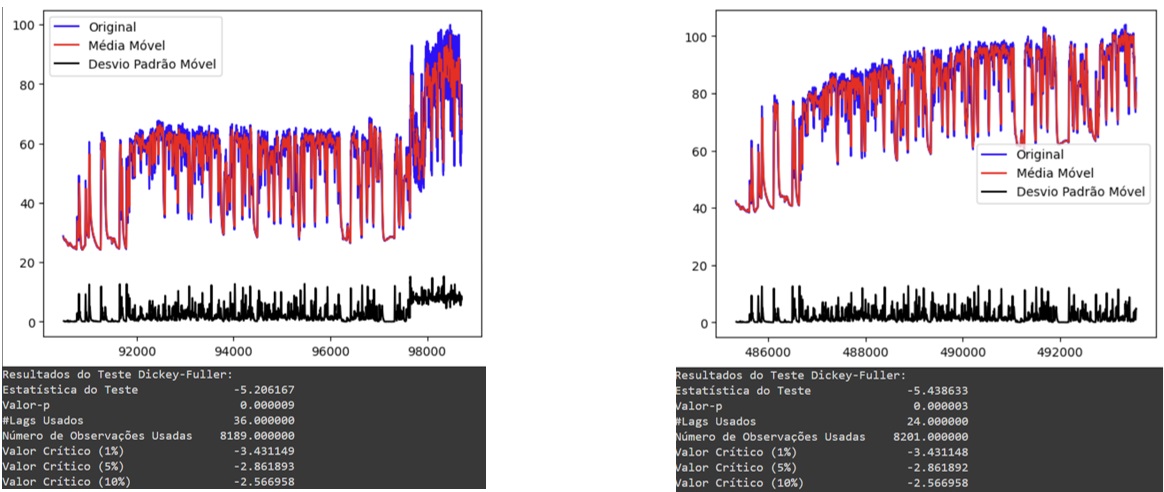 100
80
60
40
20
0
Original
Média Móvel
Desvio Padrão Móvel
92000 94000 96000 98000
Resultados do Teste Dickey-Fuller:
Estatística do Teste -5.206167
Valor-p 0.000009
#Lags Usados 36.000000
Número de Observações Usadas 8189.000000
Valor Crítico (1%) -3.431149
Valor Crítico (5%) -2.861893
Valor Crítico (10%) -2.566958
100
80
60
40
20
0
Original
Média Móvel
Desvio Padrão Móvel
486000 488000 490000 492000
Resultados do Teste Dickey-Fuller:
Estatística do Teste -5.438633
Valor-p 0.000003
#Lags Usados 24.000000
Número de Observações Usadas 8201.000000
Valor Crítico (1%) -3.431148
Valor Crítico (5%) -2.861892
Valor Crítico (10%) -2.566958